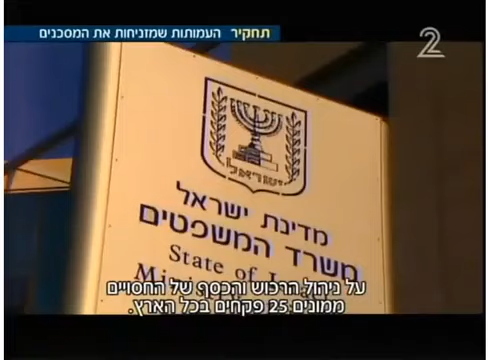 תחקיר העמותות שמזניחות את המסכנים
2
ישראל
מדינת ישראל
משרד המשפטים
State of
על ניהול הרכוש והכסף של החסויים
ממונים 25 פקחים בכל הארץ.